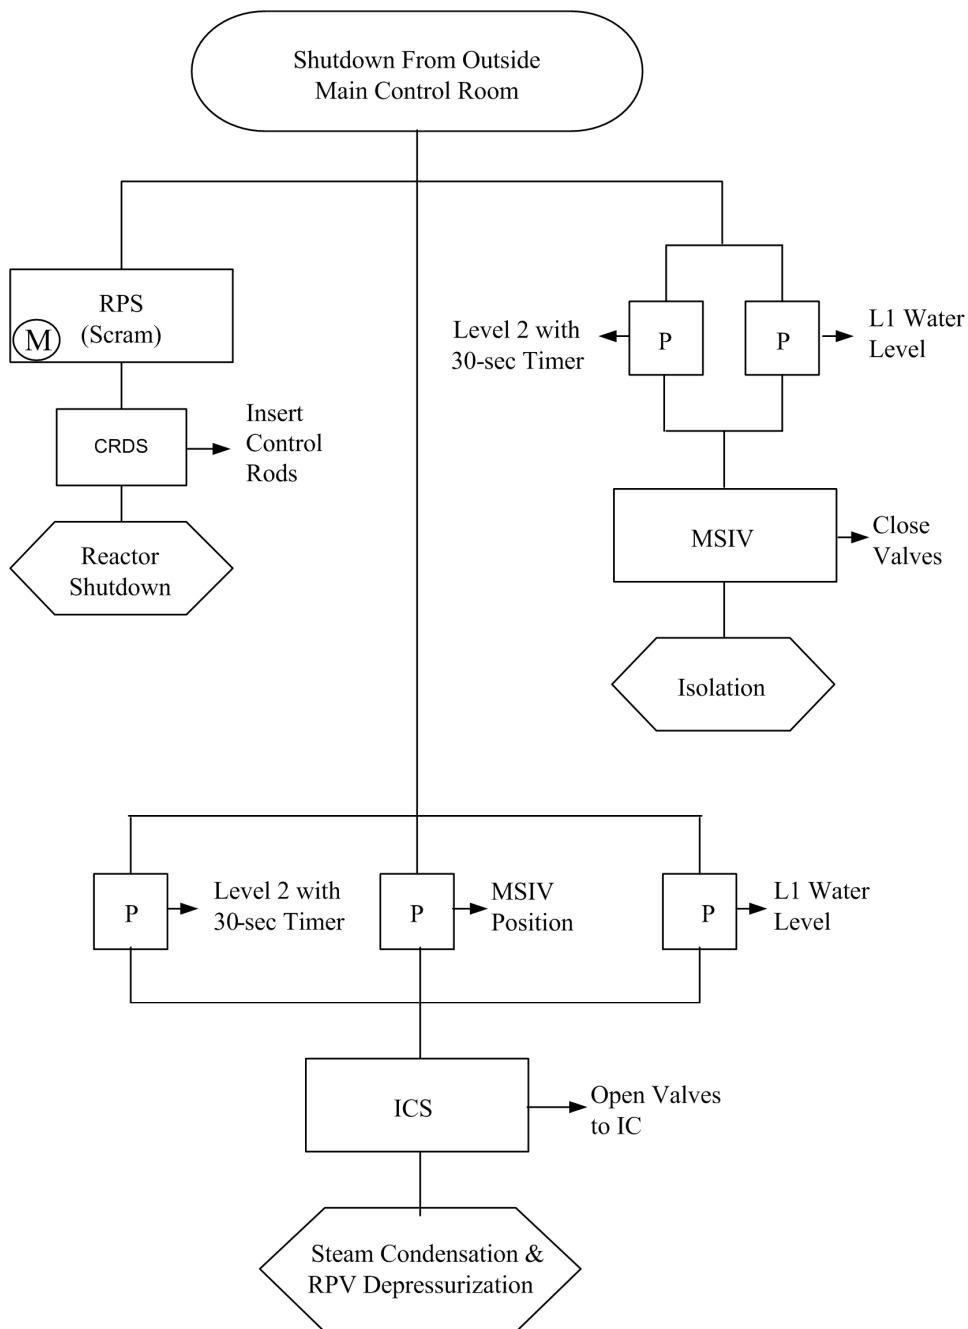 Shutdown From Outside
Main Control Room
RPS
(Scram)
M
CRDS
Insert
Control
Rods
Reactor
Shutdown
Level 2 with
30-sec Timer
P
P
L1 Water
Level
MSIV
Close
Valves
Isolation
P
Level 2 with
30-sec Timer
P
MSIV
Position
P
L1 Water
Level
ICS
Open Valves
to IC
Steam Condensation &
RPV Depressurization